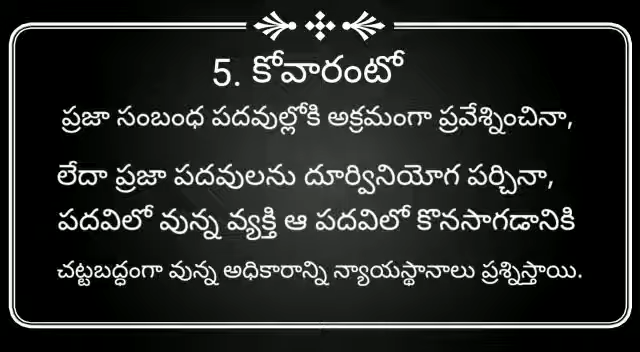 5. కోవారంటో
ప్రజా సంబంధ పదవుల్లోకి అక్రమంగా ప్రవేశ్నించినా,
లేదా ప్రజా పదవులను దూర్వినియోగ పర్చినా,
పదవిలో వున్న వ్యక్తి ఆ పదవిలో కొనసాగడానికి
చట్టబద్ధంగా వున్న అధికారాన్ని న్యాయస్థానాలు ప్రశ్నిస్తాయి.